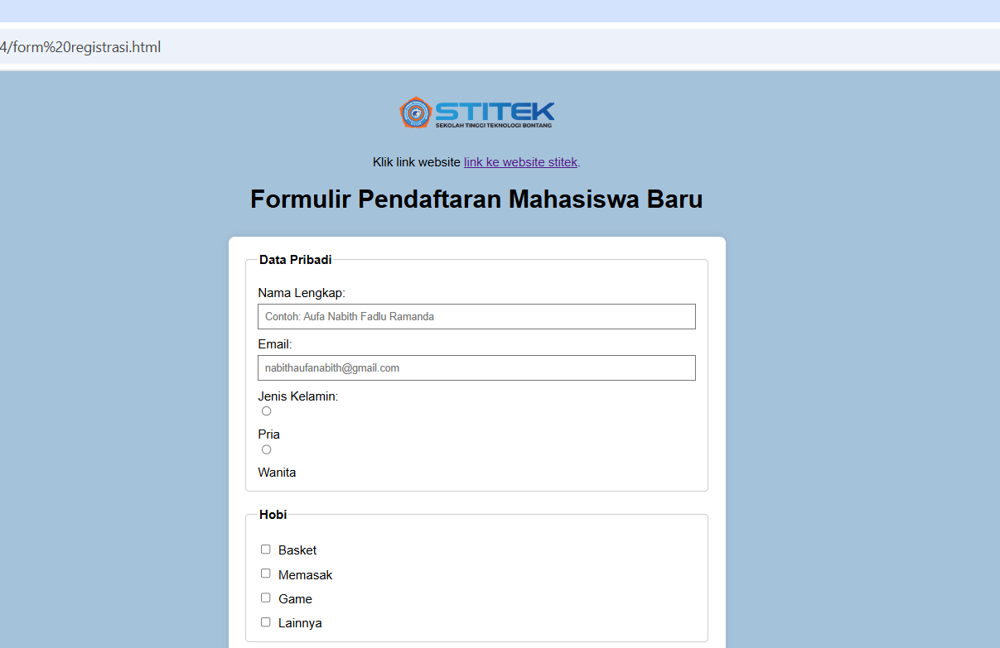 4/form%20registrasi.html
STITEK
SEKOLAH TINGGI TEKNOLOGI BONTANG
Klik link website link ke website stitek.
Formulir Pendaftaran Mahasiswa Baru
Data Pribadi
Nama Lengkap:
Contoh: Aufa Nabith Fadlu Ramanda
Email:
nabithaufanabith@gmail.com
Jenis Kelamin:
Pria
Wanita
Hobi
Basket
Memasak
Game
Lainnya